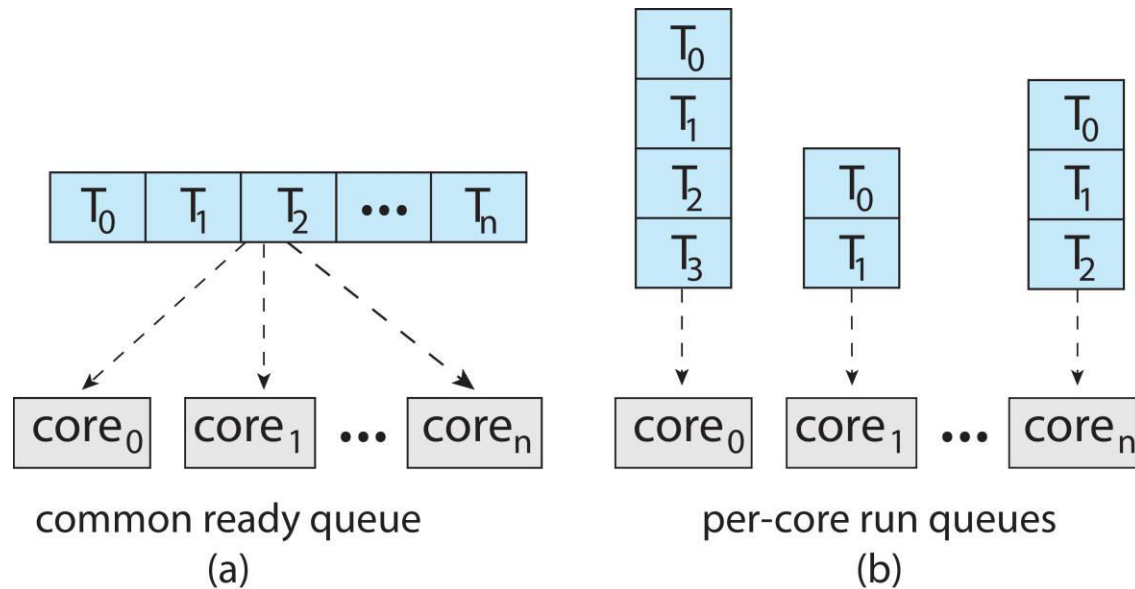 T₀ T₁ T₂ ••• Tₙ
core₀ core₁ ••• coreₙ
common ready queue
(a)
T₀
T₁
T₂
T₃
T₀
T₁
T₀
T₁
T₂
core₀ core₁ ••• coreₙ
per-core run queues
(b)